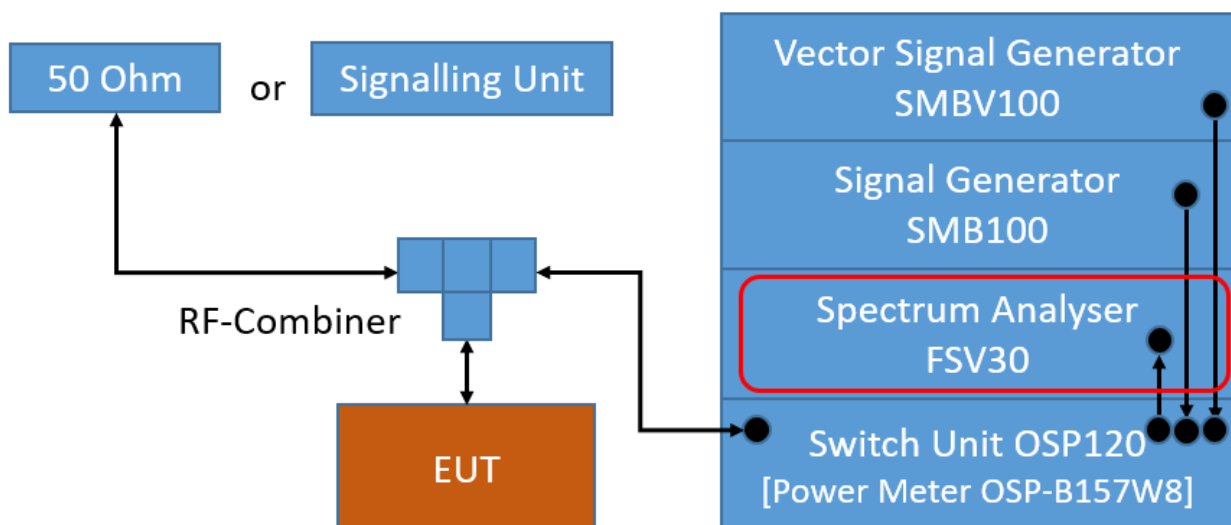 50 Ohm
or
Signalling Unit
RF-Combiner
EUT
Vector Signal Generator
SMBV100
Signal Generator
SMB100
Spectrum Analyser
FSV30
Switch Unit OSP120
[Power Meter OSP-B157W8]